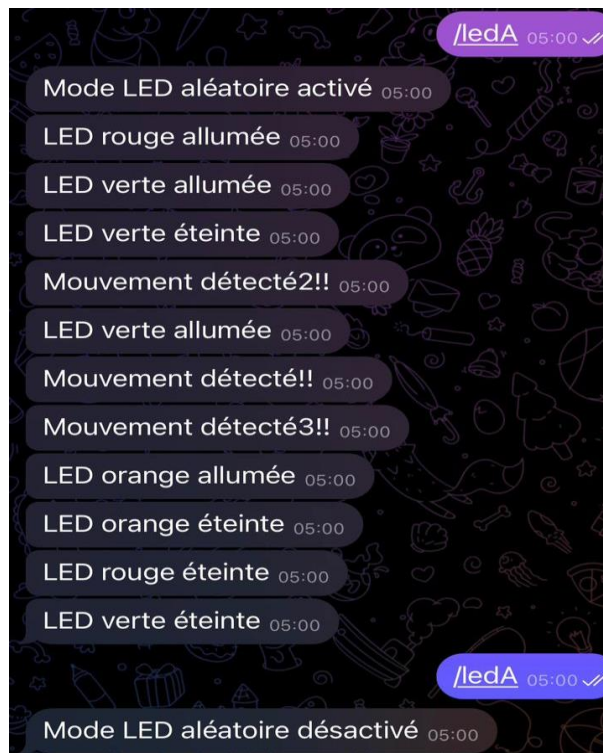 /ledA 05:00
Mode LED aléatoire activé 05:00
LED rouge allumée 05:00
LED verte allumée 05:00
LED verte éteinte 05:00
Mouvement détecté2!! 05:00
LED verte allumée 05:00
Mouvement détecté!! 05:00
Mouvement détecté3!! 05:00
LED orange allumée 05:00
LED orange éteinte 05:00
LED rouge éteinte 05:00
LED verte éteinte 05:00
/ledA 05:00
Mode LED aléatoire désactivé 05:00